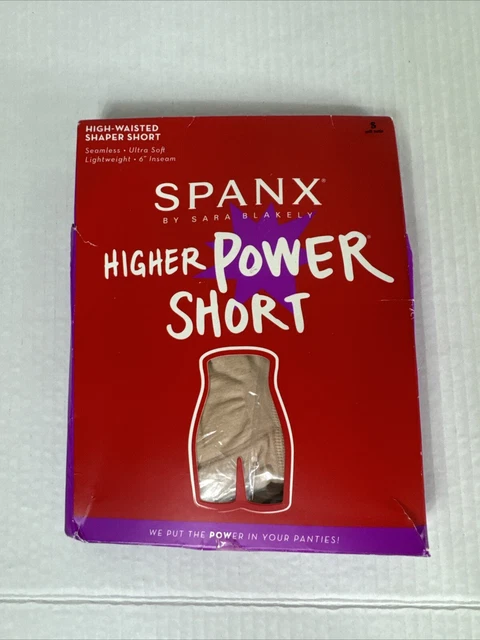 HIGH-WAISTED
SHAPER SHORT
Seamless • Ultra Soft
Lightweight • 6" Inseam
S
SPANX®
BY SARA BLAKELY
HIGHER POWER®
SHORT
WE PUT THE POWER IN YOUR PANTIES!